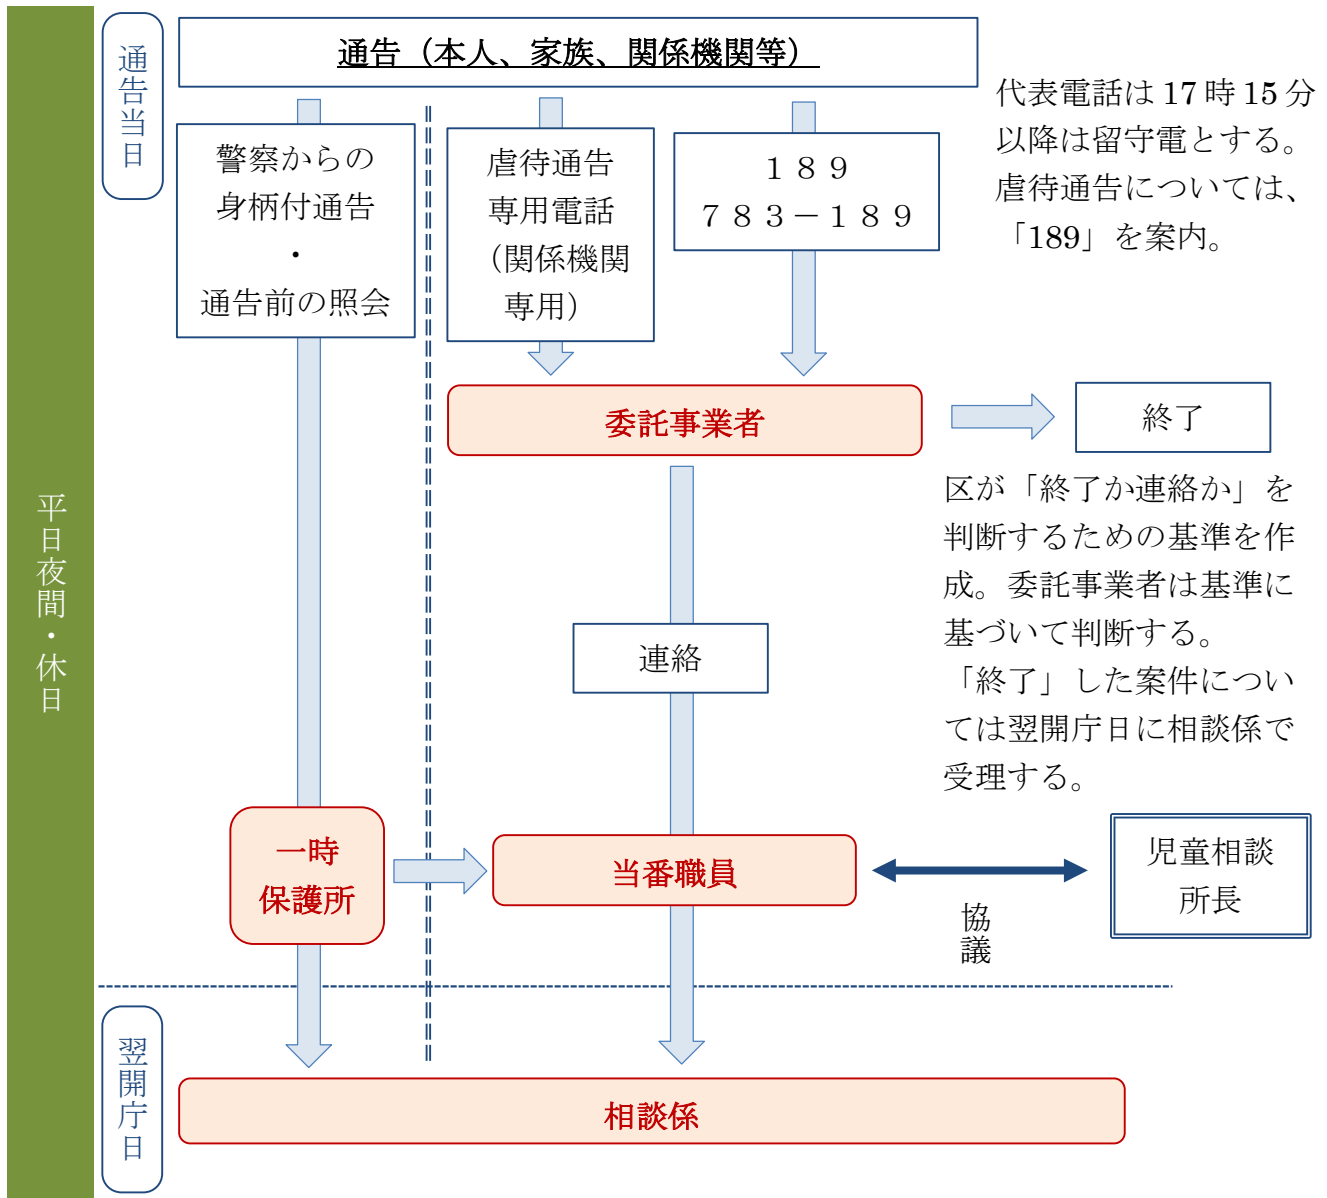 平日夜間・休日
通告当日
通告（本人、家族、関係機関等）
代表電話は 17 時 15 分
以降は留守電とする。
虐待通告については、
「189」を案内。
警察からの
身柄付通告
・
通告前の照会
虐待通告
専用電話
（関係機関
専用）
１８９
７８３－１８９
委託事業者
終了
区が「終了か連絡か」を
判断するための基準を作
成。委託事業者は基準に
基づいて判断する。
「終了」した案件につい
ては翌開庁日に相談係で
受理する。
連絡
一時
保護所
当番職員
協議
児童相談
所長
翌開庁日
相談係